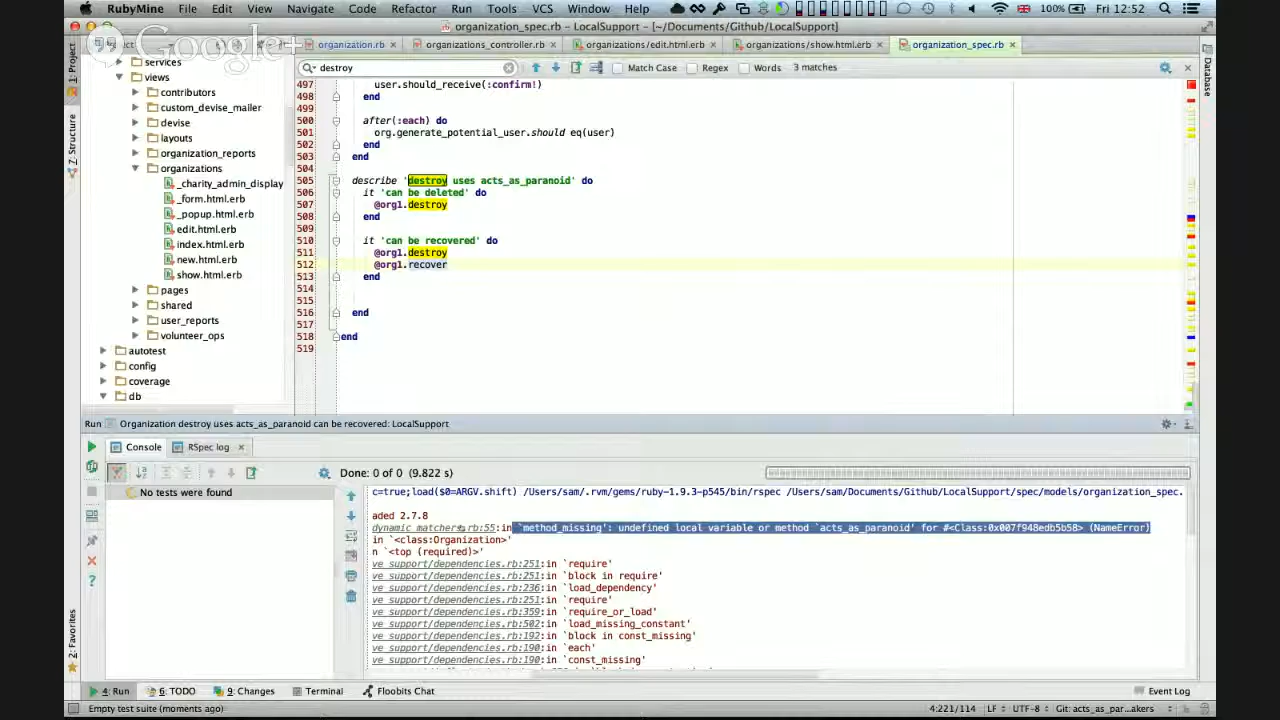 RubyMine File Edit View Navigate Code Refactor Run Tools VCS Window Help 100% Fri 12:52
organization_spec.rb – LocalSupport – [~/Documents/Github/LocalSupport]
Google+
organization.rb organizations_controller.rb organizations/edit.html.erb organizations/show.html.erb organization_spec.rb
destroy Match Case Regex Words 3 matches
1: Project
7: Structure
2: Favorites
Database
services
views
contributors
custom_devise_mailer
devise
layouts
organization_reports
organizations
_charity_admin_display
_form.html.erb
_popup.html.erb
edit.html.erb
index.html.erb
new.html.erb
show.html.erb
pages
shared
user_reports
volunteer_ops
autotest
config
coverage
db
497 user.should_receive(:confirm!)
498 end
499
500 after(:each) do
501 org.generate_potential_user.should eq(user)
502 end
503 end
504
505 describe 'destroy uses acts_as_paranoid' do
506 it 'can be deleted' do
507 @org1.destroy
508 end
509
510 it 'can be recovered' do
511 @org1.destroy
512 @org1.recover
513 end
514
515
516 end
517
518 end
519
Run Organization destroy uses acts_as_paranoid can be recovered: LocalSupport
Console RSpec log
Done: 0 of 0 (9.822 s)
No tests were found
c=true;load($0=ARGV.shift) /Users/sam/.rvm/gems/ruby-1.9.3-p545/bin/rspec /Users/sam/Documents/Github/LocalSupport/spec/models/organization_spec.
aded 2.7.8
dynamic_matchers.rb:55:in `method_missing': undefined local variable or method `acts_as_paranoid' for #<Class:0x007f948edb5b58> (NameError)
in `<class:Organization>'
n `<top (required)>'
ve_support/dependencies.rb:251:in `require'
ve_support/dependencies.rb:251:in `block in require'
ve_support/dependencies.rb:236:in `load_dependency'
ve_support/dependencies.rb:251:in `require'
ve_support/dependencies.rb:359:in `require_or_load'
ve_support/dependencies.rb:502:in `load_missing_constant'
ve_support/dependencies.rb:192:in `block in const_missing'
ve_support/dependencies.rb:190:in `each'
ve_support/dependencies.rb:190:in `const_missing'
4: Run 6: TODO 9: Changes Terminal Floobits Chat Event Log
Empty test suite (moments ago) 4:221/114 LF UTF-8 Git: acts_as_par...akers